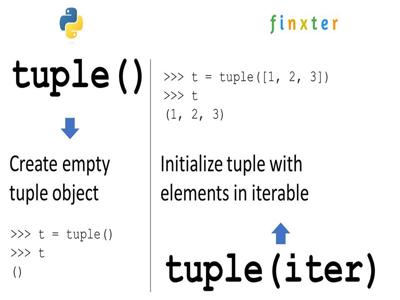 finxter
tuple()
Create empty
tuple object
>>> t = tuple()
>>> t
()
>>> t = tuple([1, 2, 3])
>>> t
(1, 2, 3)
Initialize tuple with
elements in iterable
tuple(iter)